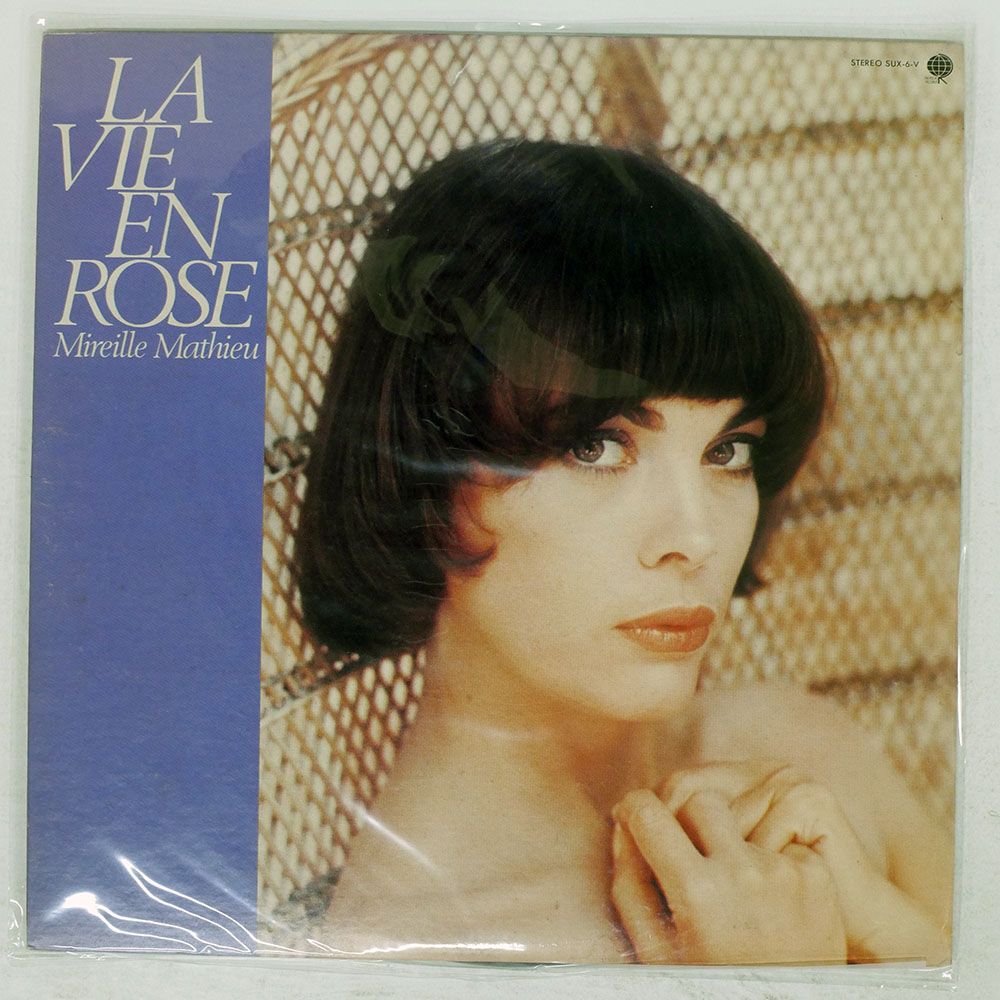 LA
VIE
EN
ROSE
Mireille Mathieu
STEREO SUX-6-V